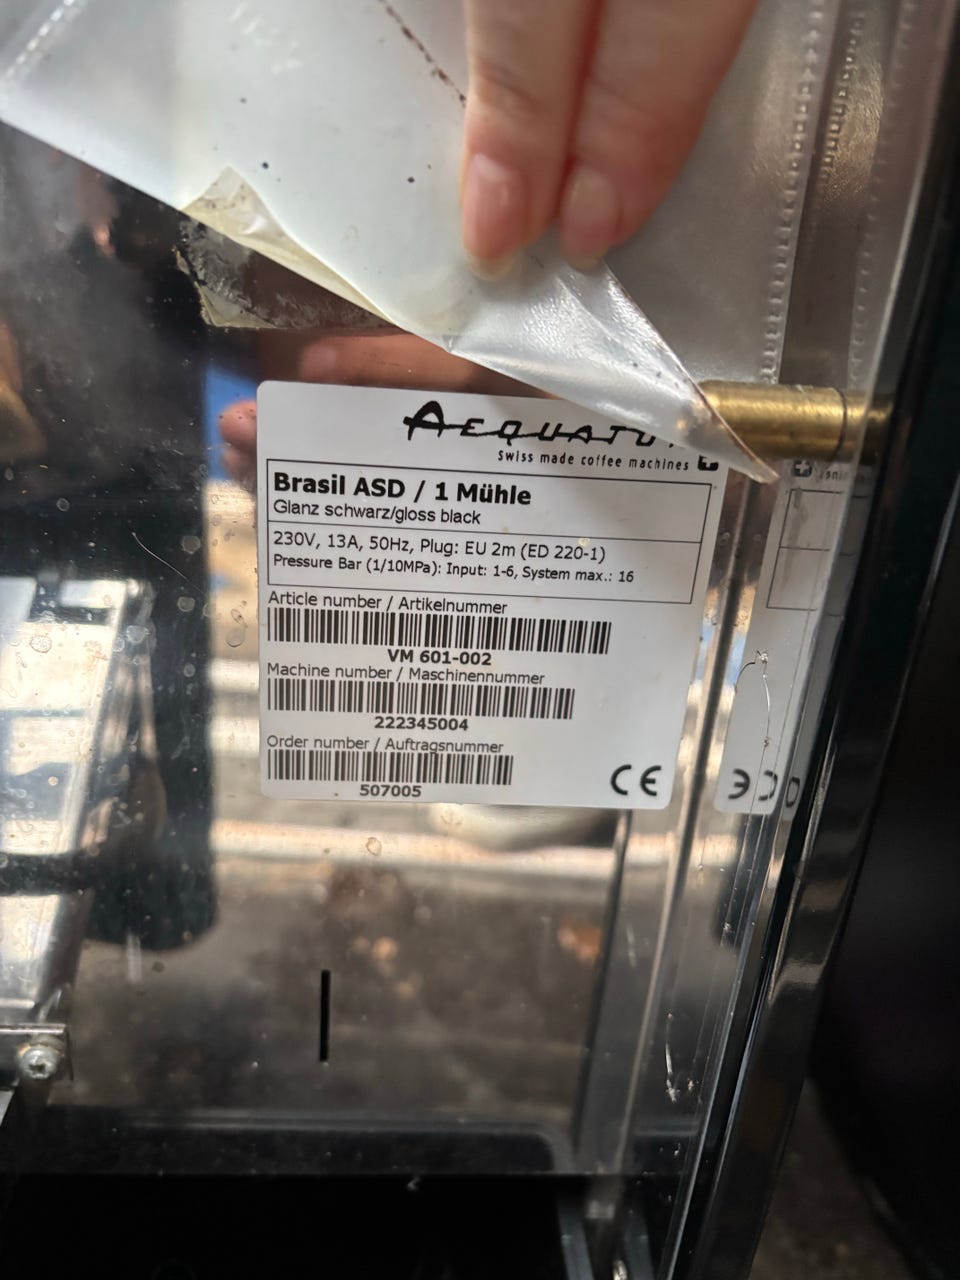 AEQUATO
Swiss made coffee machines
Brasil ASD / 1 Mühle
Glanz schwarz/gloss black
230V, 13A, 50Hz, Plug: EU 2m (ED 220-1)
Pressure Bar (1/10MPa): Input: 1-6, System max.: 16
Article number / Artikelnummer
VM 601-002
Machine number / Maschinennummer
222345004
Order number / Auftragsnummer
507005
CE